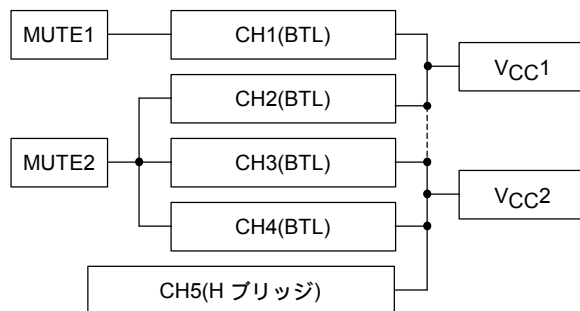 MUTE1
CH1(BTL)
VCC1
CH2(BTL)
MUTE2
CH3(BTL)
VCC2
CH4(BTL)
CH5(H ブリッジ)